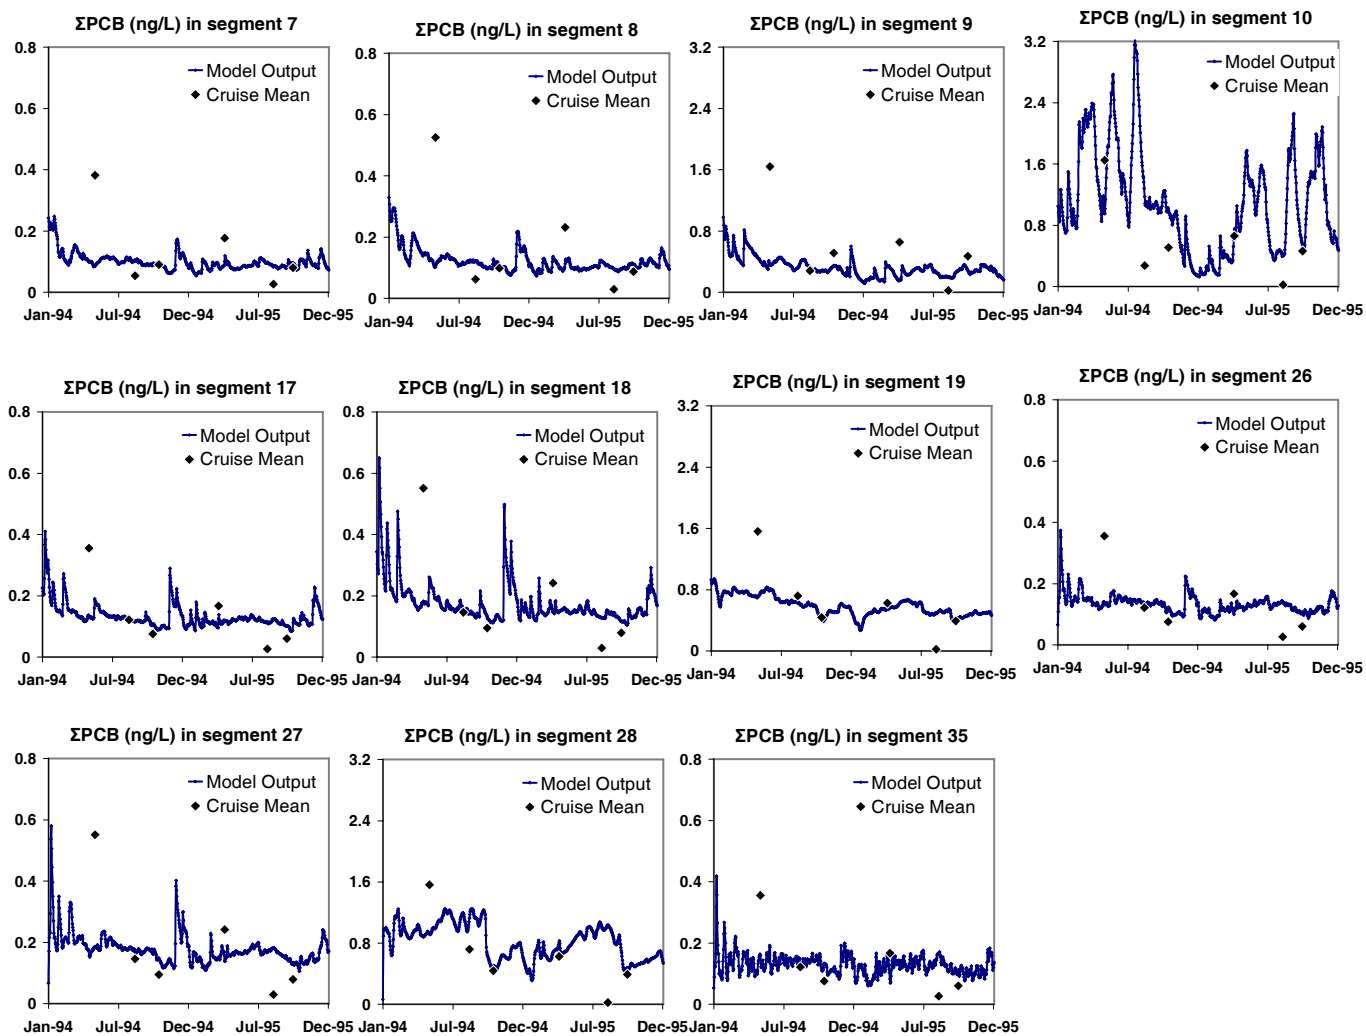 ΣPCB (ng/L) in segment 7
0.8
0.6
0.4
0.2
0
Model Output
Cruise Mean
Jan-94 Jul-94 Dec-94 Jul-95 Dec-95
ΣPCB (ng/L) in segment 8
0.8
0.6
0.4
0.2
0
Model Output
Cruise Mean
Jan-94 Jul-94 Dec-94 Jul-95 Dec-95
ΣPCB (ng/L) in segment 9
3.2
2.4
1.6
0.8
0
Model Output
Cruise Mean
Jan-94 Jul-94 Dec-94 Jul-95 Dec-95
ΣPCB (ng/L) in segment 10
3.2
2.4
1.6
0.8
0
Model Output
Cruise Mean
Jan-94 Jul-94 Dec-94 Jul-95 Dec-95
ΣPCB (ng/L) in segment 17
0.8
0.6
0.4
0.2
0
Model Output
Cruise Mean
Jan-94 Jul-94 Dec-94 Jul-95 Dec-95
ΣPCB (ng/L) in segment 18
0.8
0.6
0.4
0.2
0
Model Output
Cruise Mean
Jan-94 Jul-94 Dec-94 Jul-95 Dec-95
ΣPCB (ng/L) in segment 19
3.2
2.4
1.6
0.8
0
Model Output
Cruise Mean
Jan-94 Jul-94 Dec-94 Jul-95 Dec-95
ΣPCB (ng/L) in segment 26
0.8
0.6
0.4
0.2
0
Model Output
Cruise Mean
Jan-94 Jul-94 Dec-94 Jul-95 Dec-95
ΣPCB (ng/L) in segment 27
0.8
0.6
0.4
0.2
0
Model Output
Cruise Mean
Jan-94 Jul-94 Dec-94 Jul-95 Dec-95
ΣPCB (ng/L) in segment 28
3.2
2.4
1.6
0.8
0
Model Output
Cruise Mean
Jan-94 Jul-94 Dec-94 Jul-95 Dec-95
ΣPCB (ng/L) in segment 35
0.8
0.6
0.4
0.2
0
Model Output
Cruise Mean
Jan-94 Jul-94 Dec-94 Jul-95 Dec-95